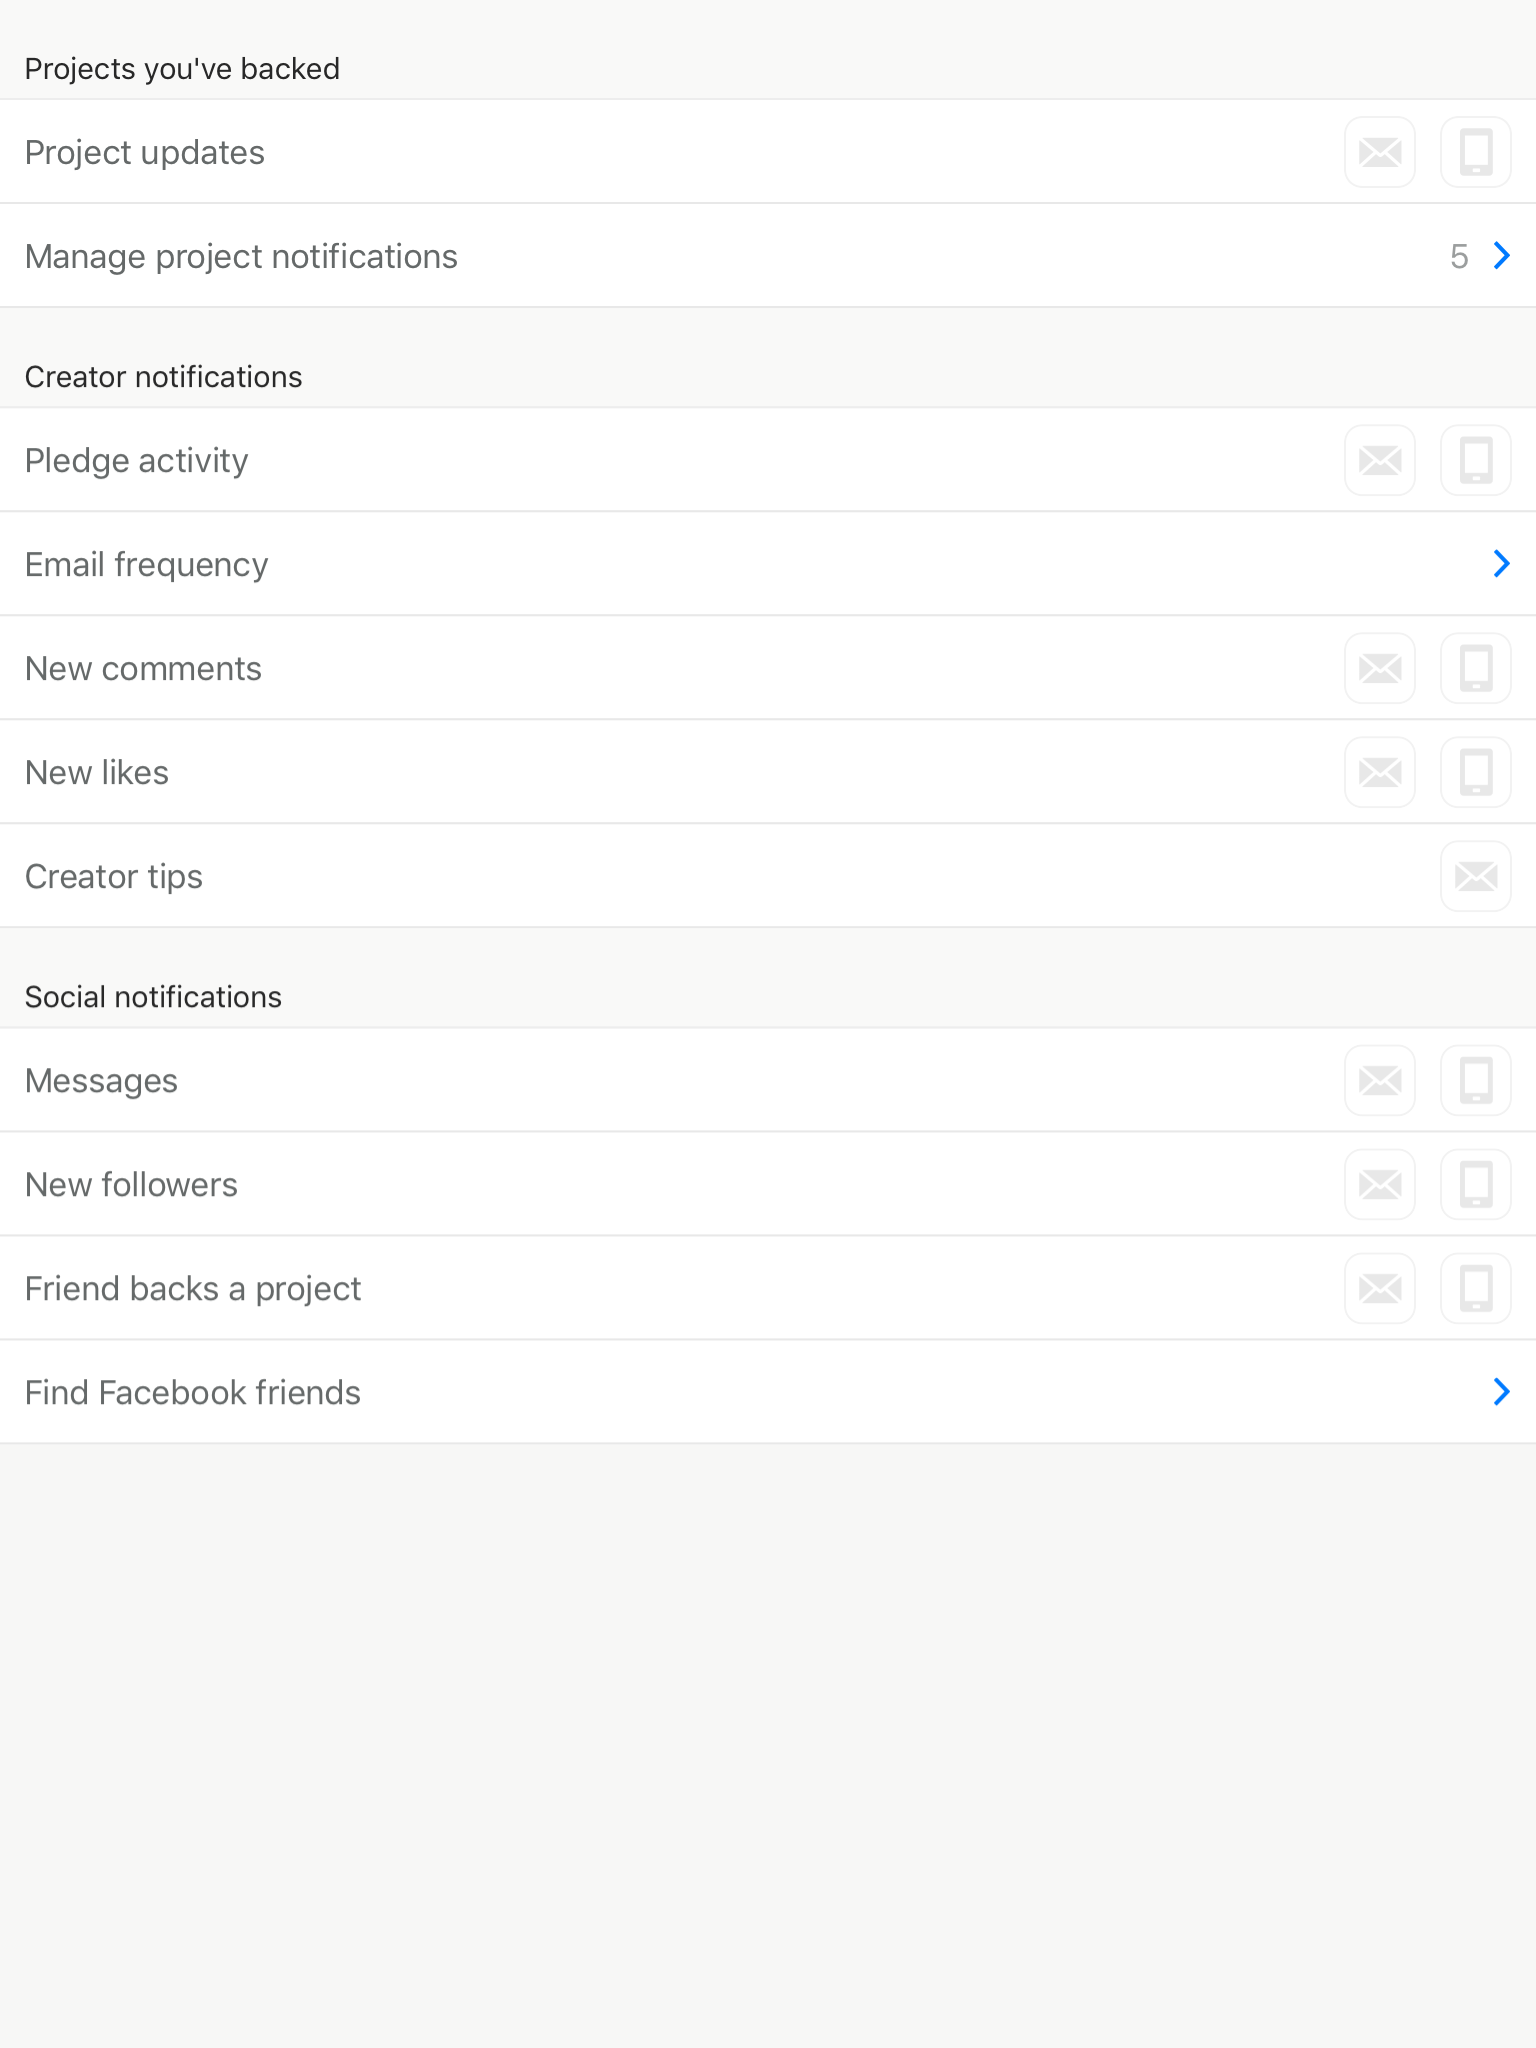 Projects you've backed
Project updates
Manage project notifications 5
Creator notifications
Pledge activity
Email frequency
New comments
New likes
Creator tips
Social notifications
Messages
New followers
Friend backs a project
Find Facebook friends